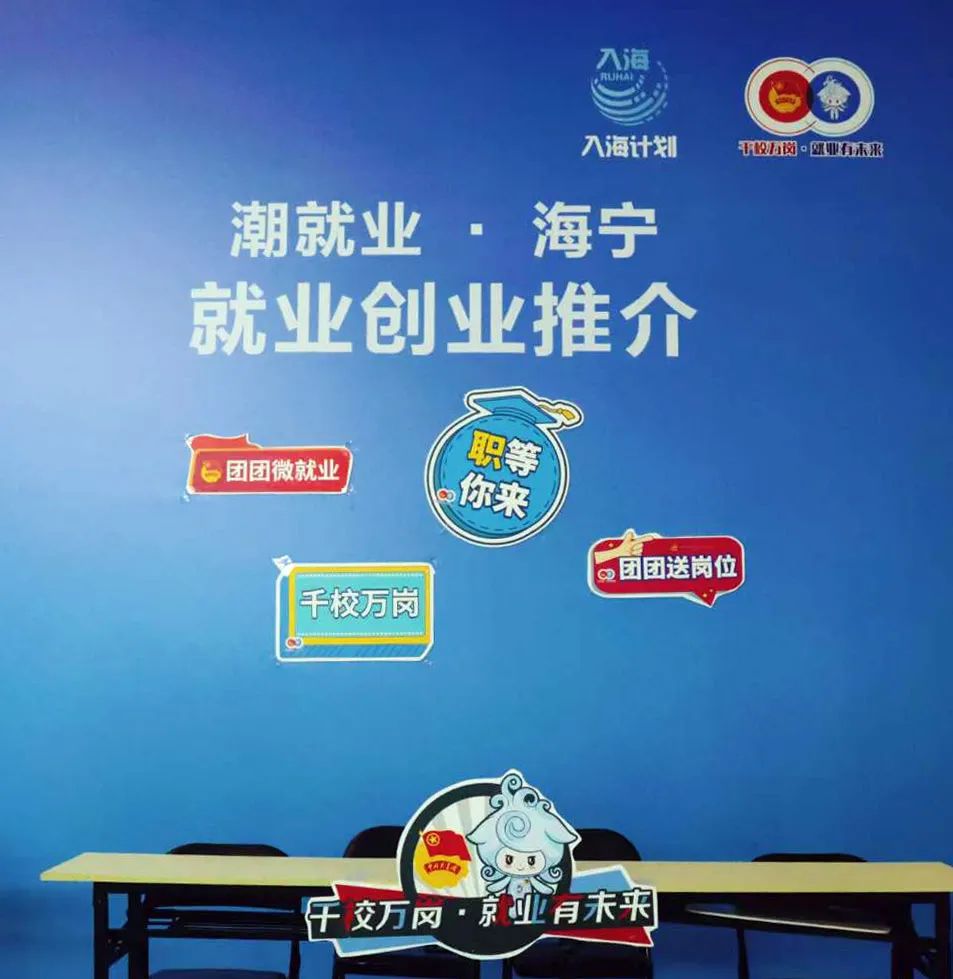 入海
RUHAI
入海计划
千校万岗·就业有未来
潮就业 · 海宁
就业创业推介
团团微就业
职等
你来
团团送岗位
千校万岗
千校万岗·就业有未来